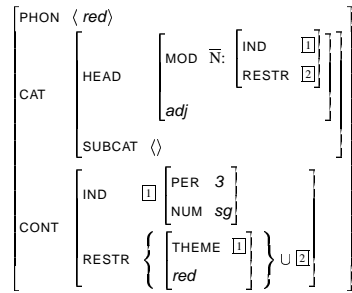 PHON ⟨ red⟩
MOD N̅: IND 1
RESTR 2
HEAD
adj
CAT
SUBCAT ⟨⟩
IND 1 PER 3
NUM sg
CONT
RESTR { THEME 1
red } ∪ 2